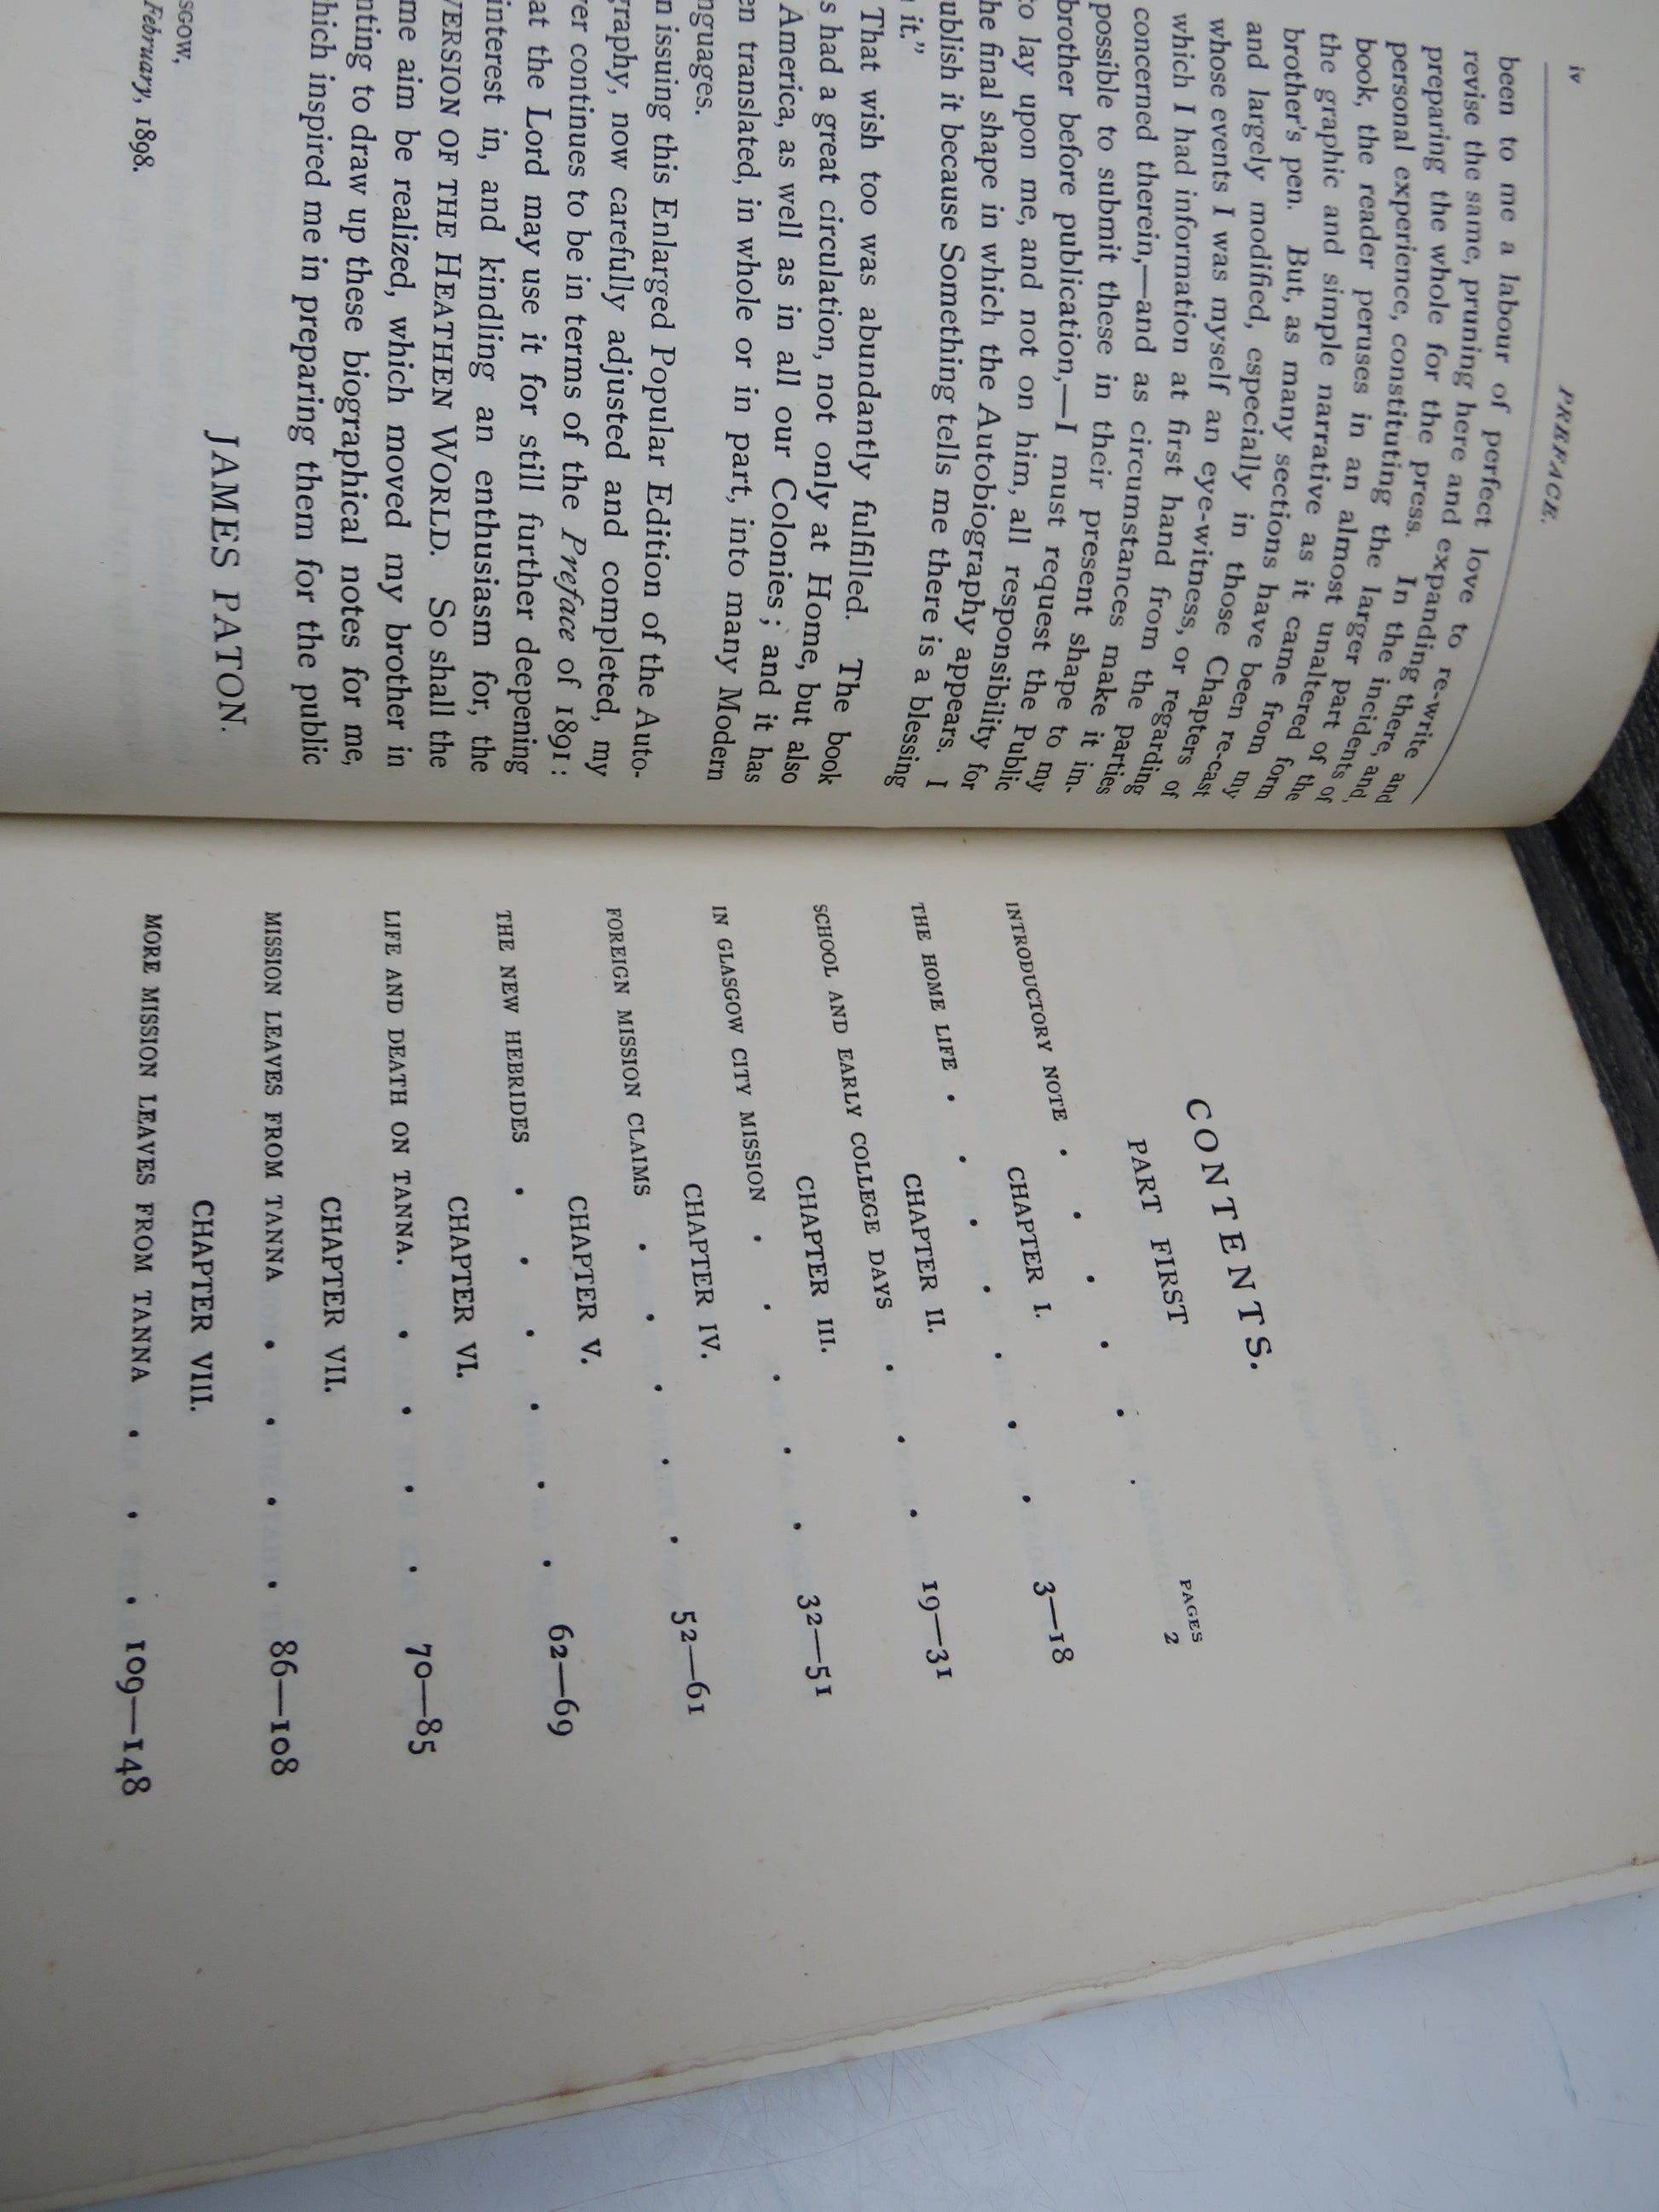 iv
PREFACE.
been to me a labour of perfect love to re-write and
revise the same, pruning here and expanding there, and
preparing the whole for the press. In the incidents of
personal experience, constituting the larger part of the
book, the reader peruses in an almost unaltered form
the graphic and simple narrative as it came from my
brother's pen. But, as many sections have been re-cast
and largely modified, especially in those Chapters of
whose events I was myself an eye-witness, or regarding
which I had information at first hand from the parties
concerned therein,—and as circumstances make it im-
possible to submit these in their present shape to my
brother before publication,—I must request the Public
to lay upon me, and not on him, all responsibility for
he final shape in which the Autobiography appears. I
ublish it because Something tells me there is a blessing
it."
That wish too was abundantly fulfilled. The book
s had a great circulation, not only at Home, but also
America, as well as in all our Colonies; and it has
en translated, in whole or in part, into many Modern
nguages.
n issuing this Enlarged Popular Edition of the Auto-
graphy, now carefully adjusted and completed, my
er continues to be in terms of the Preface of 1891:
at the Lord may use it for still further deepening
interest in, and kindling an enthusiasm for, the
VERSION OF THE HEATHEN WORLD. So shall the
me aim be realized, which moved my brother in
nting to draw up these biographical notes for me,
hich inspired me in preparing them for the public
JAMES PATON.
SGOW,
February, 1898.
CONTENTS.
PART FIRST
PAGES
INTRODUCTORY NOTE . . . . . . . 2
CHAPTER I.
THE HOME LIFE . . . . . . . 3—18
CHAPTER II.
SCHOOL AND EARLY COLLEGE DAYS . . . 19—31
CHAPTER III.
IN GLASGOW CITY MISSION . . . . . 32—51
CHAPTER IV.
FOREIGN MISSION CLAIMS . . . . . 52—61
CHAPTER V.
THE NEW HEBRIDES . . . . . . 62—69
CHAPTER VI.
LIFE AND DEATH ON TANNA. . . . . 70—85
CHAPTER VII.
MISSION LEAVES FROM TANNA . . . . 86—108
CHAPTER VIII.
MORE MISSION LEAVES FROM TANNA . . . 109—148